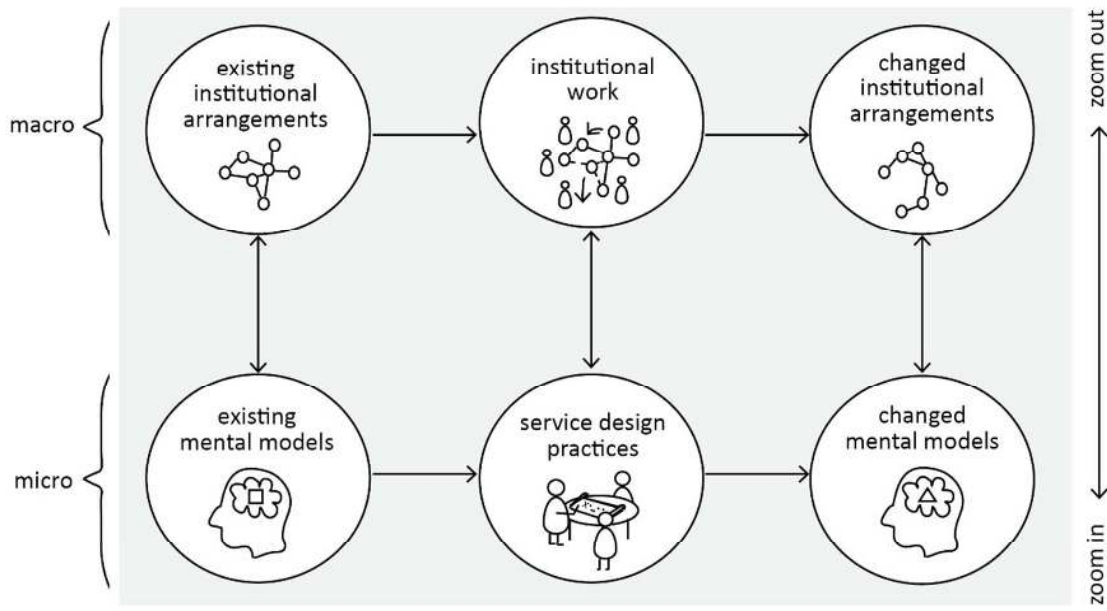 macro
existing
institutional
arrangements
institutional
work
changed
institutional
arrangements
zoom out
micro
existing
mental models
service design
practices
changed
mental models
zoom in